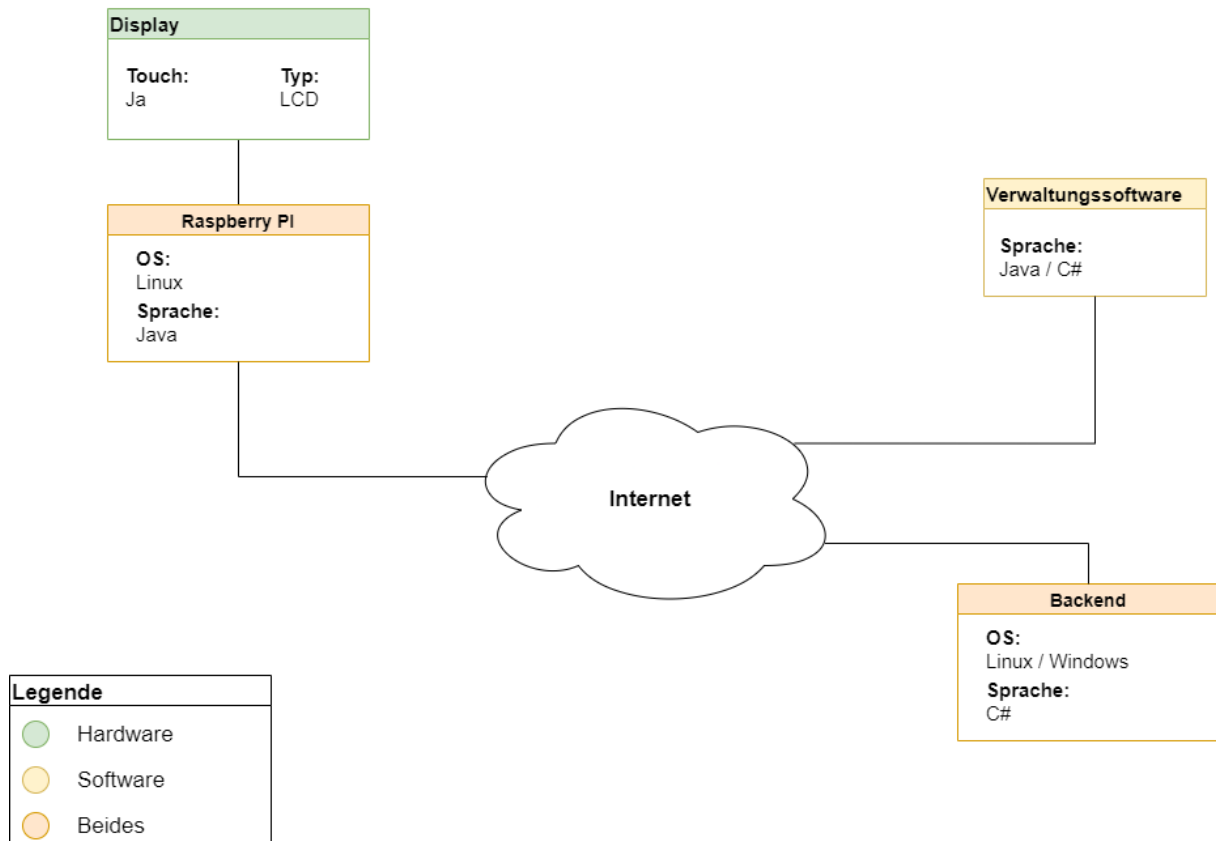 Display
Touch: Typ:
Ja LCD
Raspberry PI
OS:
Linux
Sprache:
Java
Verwaltungssoftware
Sprache:
Java / C#
Internet
Backend
OS:
Linux / Windows
Sprache:
C#
Legende
Hardware
Software
Beides